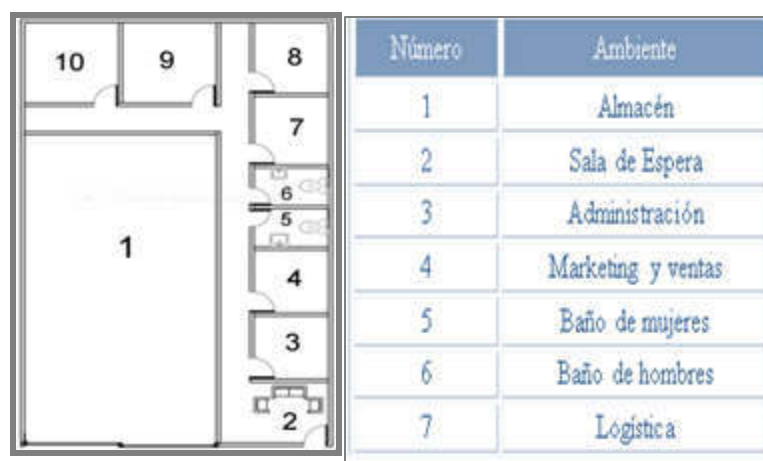 10
9
8
7
6
5
1
4
3
2
Número Ambiente
1 Almacén
2 Sala de Espera
3 Administración
4 Marketing y ventas
5 Baño de mujeres
6 Baño de hombres
7 Logística